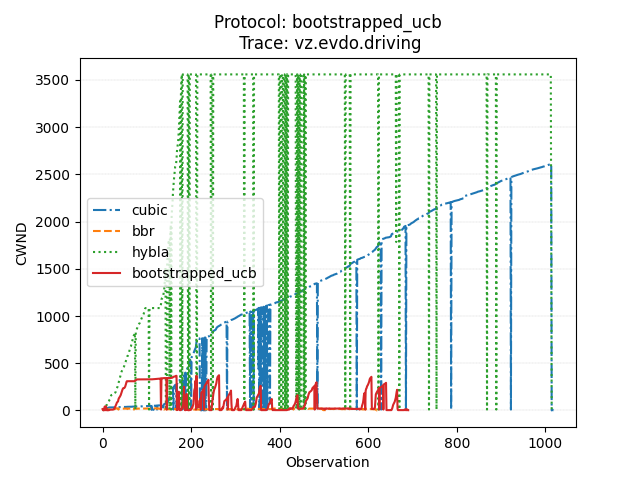 Protocol: bootstrapped_ucb
Trace: vz.evdo.driving
CWND
3500
3000
2500
2000
1500
1000
500
0
cubic
bbr
hybla
bootstrapped_ucb
0 200 400 600 800 1000
Observation